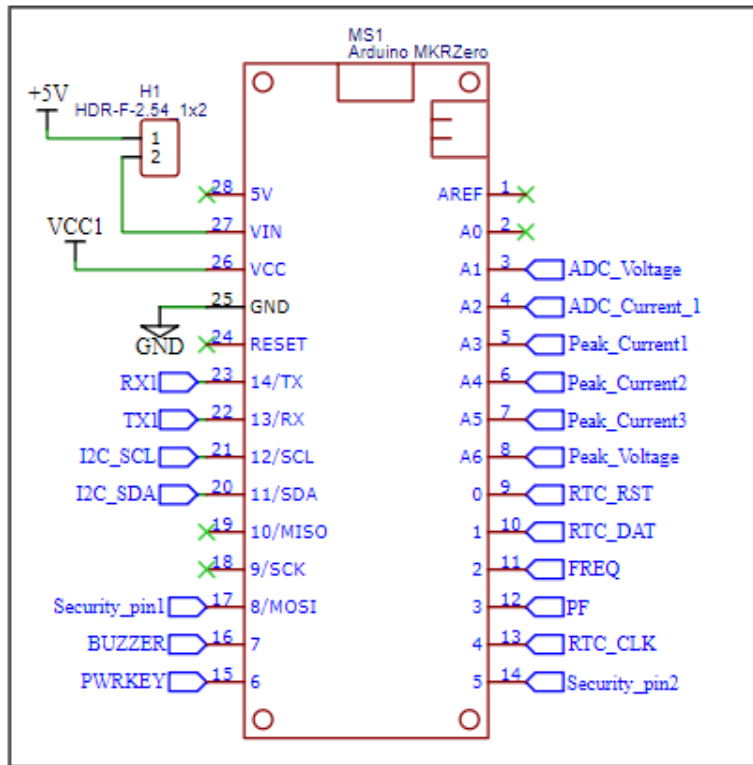 MS1
Arduino MKRZero
+5V
H1
HDR-F-2.54_1x2
1
2
28 5V AREF 1
VCC1 27 VIN A0 2
26 VCC A1 3 ADC_Voltage
25 GND A2 4 ADC_Current_1
GND 24 RESET A3 5 Peak_Current1
RX1 23 14/TX A4 6 Peak_Current2
TX1 22 13/RX A5 7 Peak_Current3
I2C_SCL 21 12/SCL A6 8 Peak_Voltage
I2C_SDA 20 11/SDA 0 9 RTC_RST
19 10/MISO 1 10 RTC_DAT
18 9/SCK 2 11 FREQ
Security_pin1 17 8/MOSI 3 12 PF
BUZZER 16 7 4 13 RTC_CLK
PWRKEY 15 6 5 14 Security_pin2